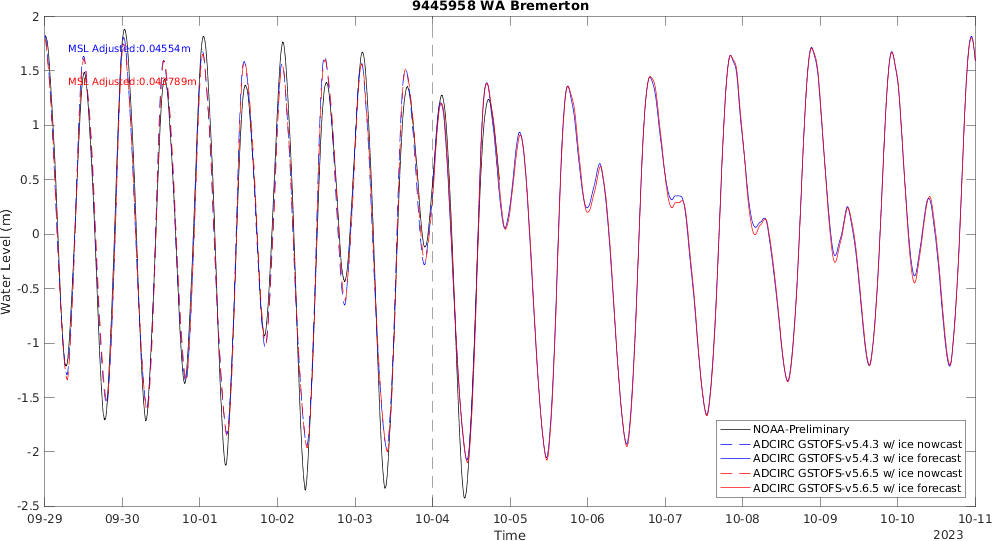 9445958 WA Bremerton
2
1.5
1
0.5
0
-0.5
-1
-1.5
-2
-2.5
Water Level (m)
MSL Adjusted:0.04554m
MSL
NOAA-Preliminary
ADCIRC GSTOFS-v5.4.3 w/ ice nowcast
ADCIRC GSTOFS-v5.4.3 w/ ice forecast
ADCIRC GSTOFS-v5.6.5 w/ ice nowcast
ADCIRC GSTOFS-v5.6.5 w/ ice forecast
09-29 09-30 10-01 10-02 10-03 10-04 10-05 10-06 10-07 10-08 10-09 10-10 10-11
Time
2023